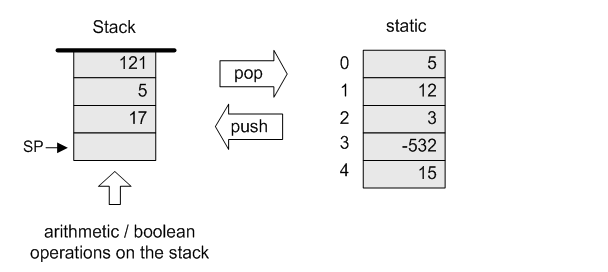 Stack
static
121
5
17
SP
pop
push
0 5
1 12
2 3
3 -532
4 15
arithmetic / boolean
operations on the stack